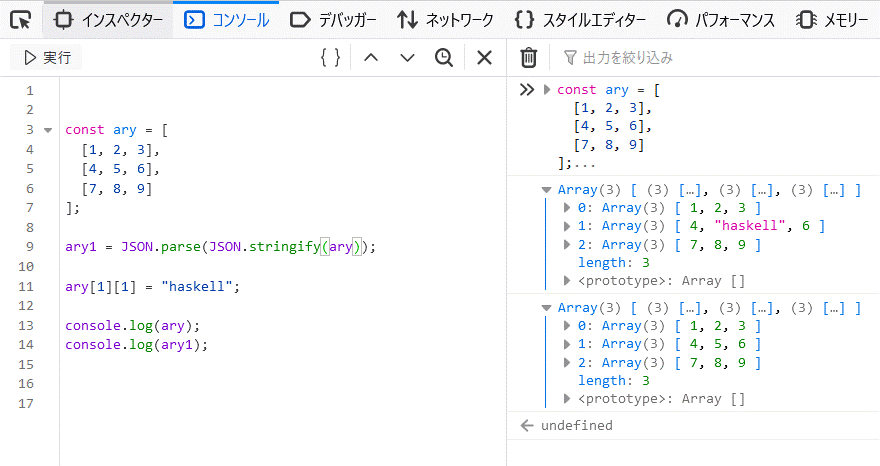 インスペクター コンソール デバッガー ネットワーク {} スタイルエディター パフォーマンス メモリー
実行 { } 出力を絞り込み
1
2
3 const ary = [
4 [1, 2, 3],
5 [4, 5, 6],
6 [7, 8, 9]
7 ];
8
9 ary1 = JSON.parse(JSON.stringify(ary));
10
11 ary[1][1] = "haskell";
12
13 console.log(ary);
14 console.log(ary1);
15
16
17
const ary = [
[1, 2, 3],
[4, 5, 6],
[7, 8, 9]
];...
Array(3) [ (3) […], (3) […], (3) […] ]
0: Array(3) [ 1, 2, 3 ]
1: Array(3) [ 4, "haskell", 6 ]
2: Array(3) [ 7, 8, 9 ]
length: 3
<prototype>: Array []
Array(3) [ (3) […], (3) […], (3) […] ]
0: Array(3) [ 1, 2, 3 ]
1: Array(3) [ 4, 5, 6 ]
2: Array(3) [ 7, 8, 9 ]
length: 3
<prototype>: Array []
undefined